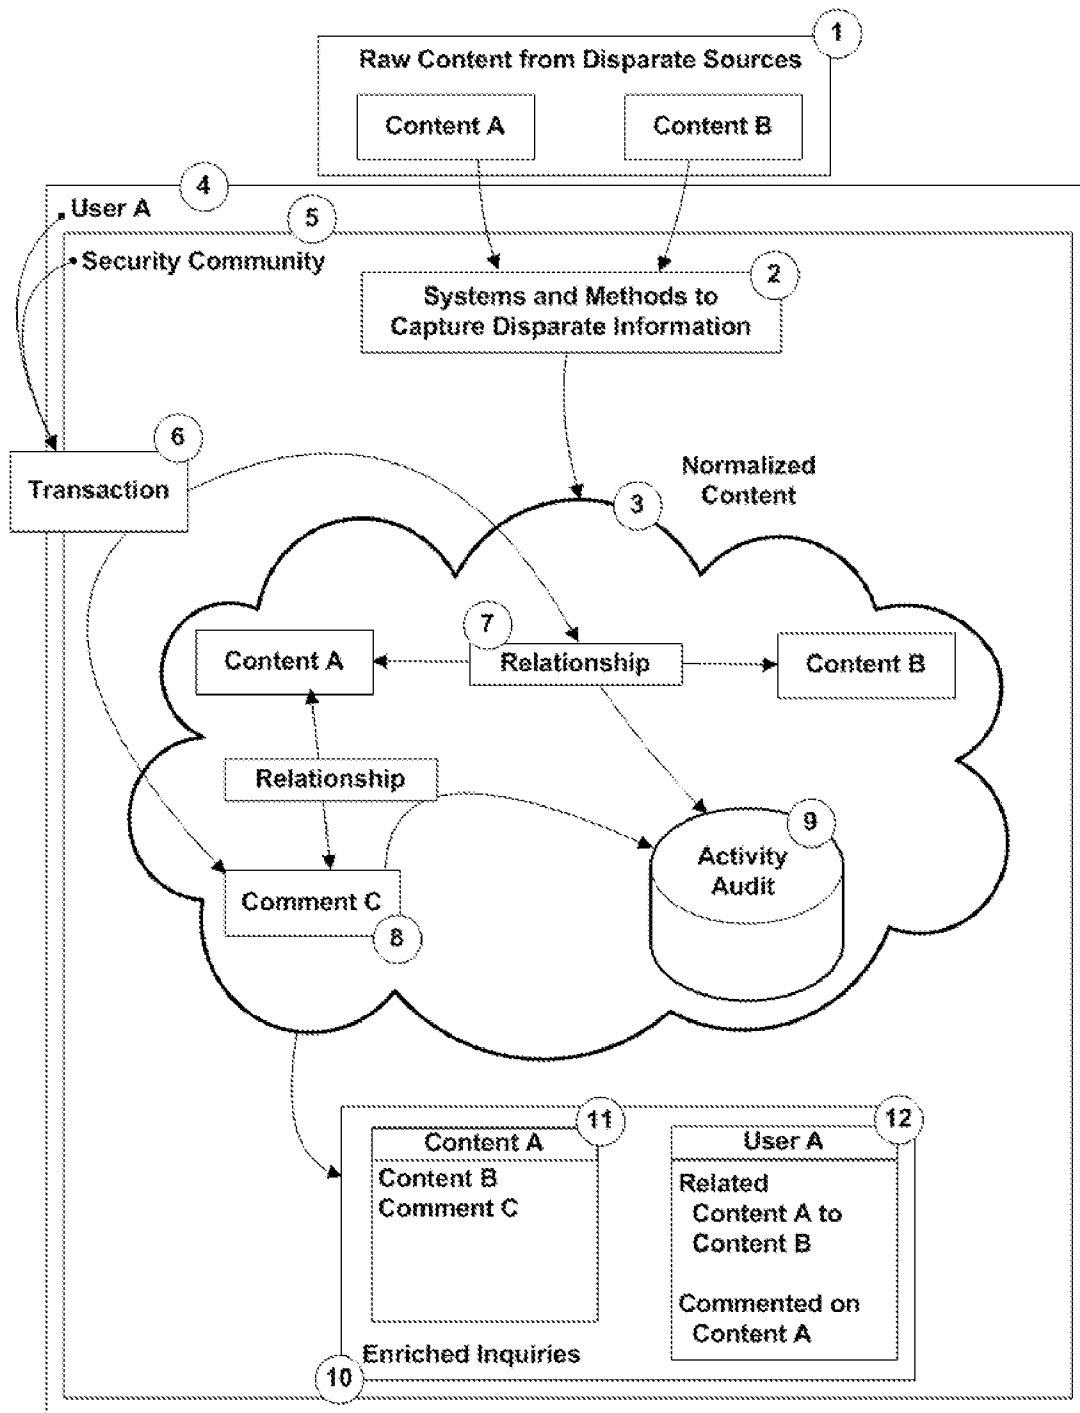 1
Raw Content from Disparate Sources
Content A
Content B
4
User A
5
Security Community
2
Systems and Methods to
Capture Disparate Information
6
Transaction
Normalized
Content
3
7
Content A
Relationship
Content B
Relationship
9
Activity
Audit
Comment C
8
11
Content A
Content B
Comment C
12
User A
Related
Content A to
Content B
Commented on
Content A
Enriched Inquiries
10